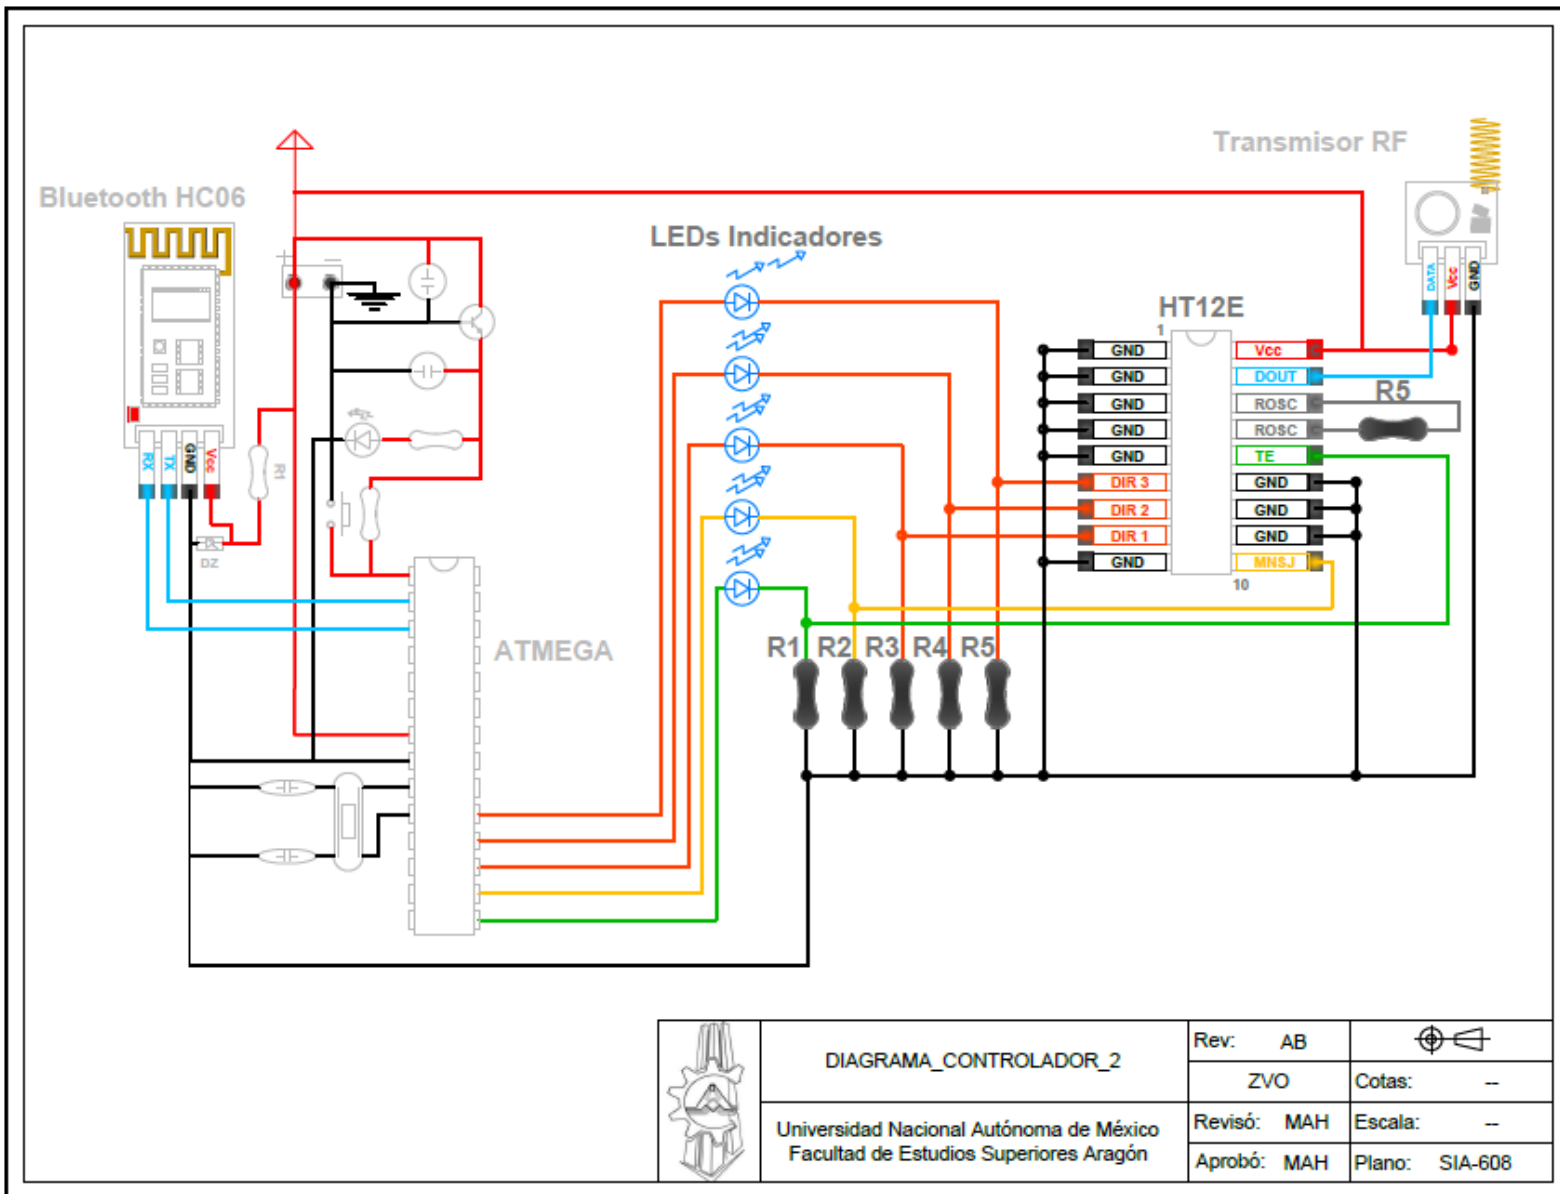 Transmisor RF
Bluetooth HC06
LEDs Indicadores
+
–
DATA
Vcc
GND
HT12E
1
GND
GND
GND
GND
GND
DIR 3
DIR 2
DIR 1
GND
Vcc
DOUT
ROSC
ROSC
TE
GND
GND
GND
MNSJ
10
R5
RX
TX
GND
Vcc
R1
DZ
ATMEGA
R1
R2
R3
R4
R5
DIAGRAMA_CONTROLADOR_2
Universidad Nacional Autónoma de México
Facultad de Estudios Superiores Aragón
Rev: AB
ZVO
Cotas: --
Revisó: MAH
Escala: --
Aprobó: MAH
Plano: SIA-608